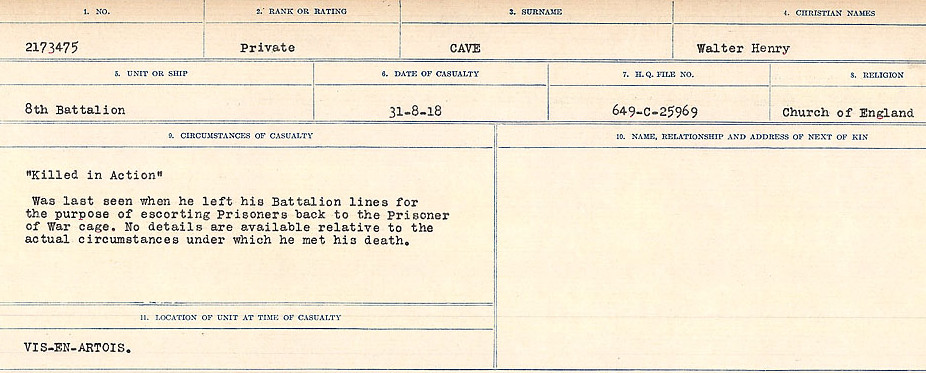 1. NO.
2. RANK OR RATING
3. SURNAME
4. CHRISTIAN NAMES
2173475
Private
CAVE
Walter Henry
5. UNIT OR SHIP
6. DATE OF CASUALTY
7. H.Q. FILE NO.
8. RELIGION
8th Battalion
31-8-18
649-C-25969
Church of England
9. CIRCUMSTANCES OF CASUALTY
"Killed in Action"
Was last seen when he left his Battalion lines for
the purpose of escorting Prisoners back to the Prisoner
of War cage. No details are available relative to the
actual circumstances under which he met his death.
10. NAME, RELATIONSHIP AND ADDRESS OF NEXT OF KIN
11. LOCATION OF UNIT AT TIME OF CASUALTY
VIS-EN-ARTOIS.